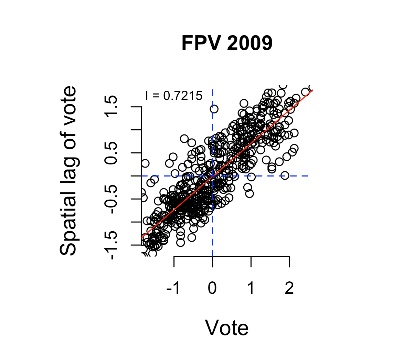 FPV 2009
I = 0.7215
Spatial lag of vote
1.5
0.5
-0.5
-1.5
-1 0 1 2
Vote